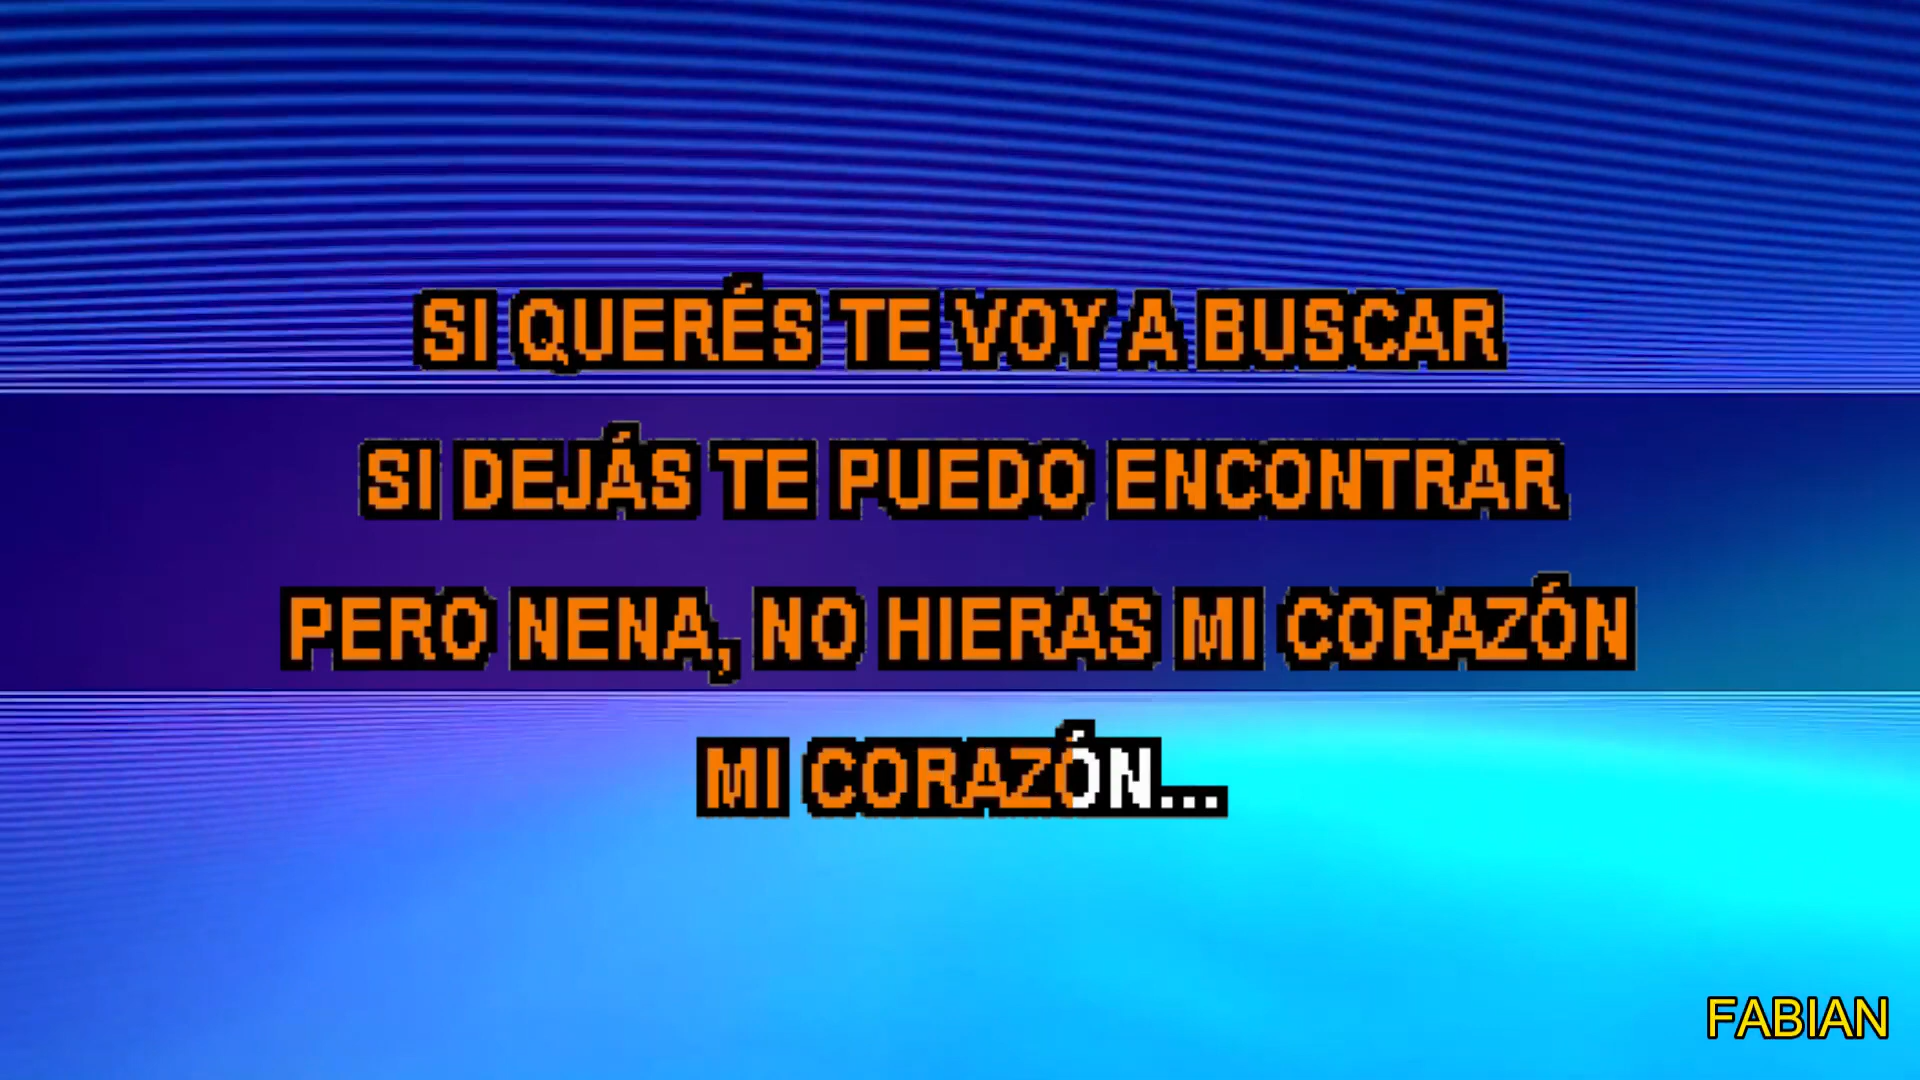 SI QUERÉS TE VOY A BUSCAR
SI DEJÁS TE PUEDO ENCONTRAR
PERO NENA, NO HIERAS MI CORAZÓN
MI CORAZÓN...
FABIAN